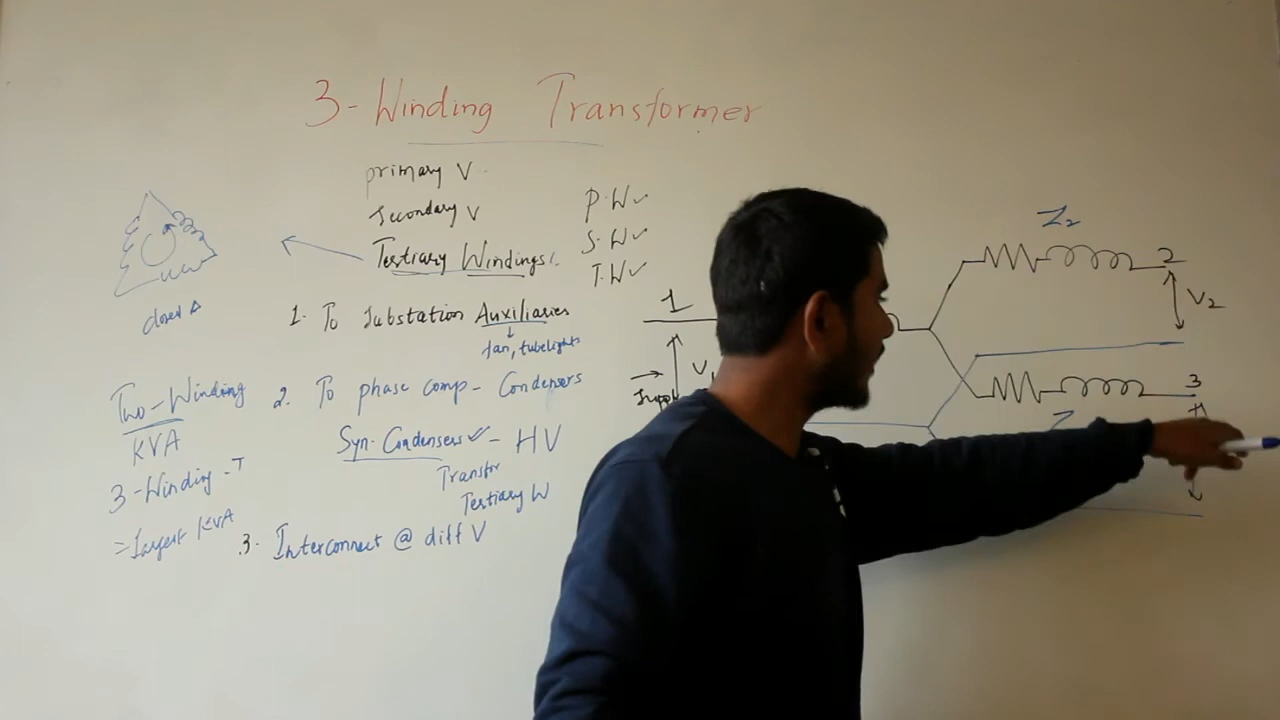 3- Winding Transformer
primary V
Secondary V
Tertiary Windings
P.W
S.W
T.W
closed Δ
1. To Substation Auxiliaries
fan, tubelights
2. To phase comp - Condensers
Syn. Condensers - HV
Transfr
Tertiary W
3. Interconnect @ diff V
Two-Winding
KVA
3-Winding - T
= Largest KVA
1
V1
Supply
Z2
2
V2
3
Z